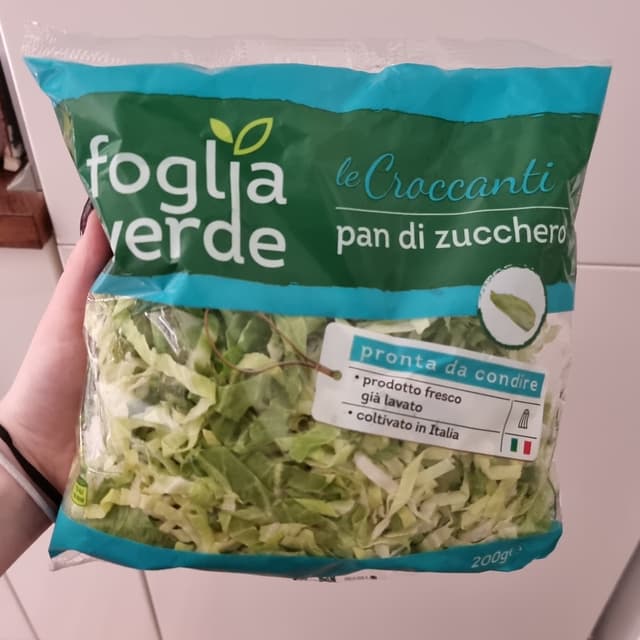 foglia
verde
le Croccanti
pan di zucchero
pronta da condire
• prodotto fresco
già lavato
• coltivato in Italia
200g